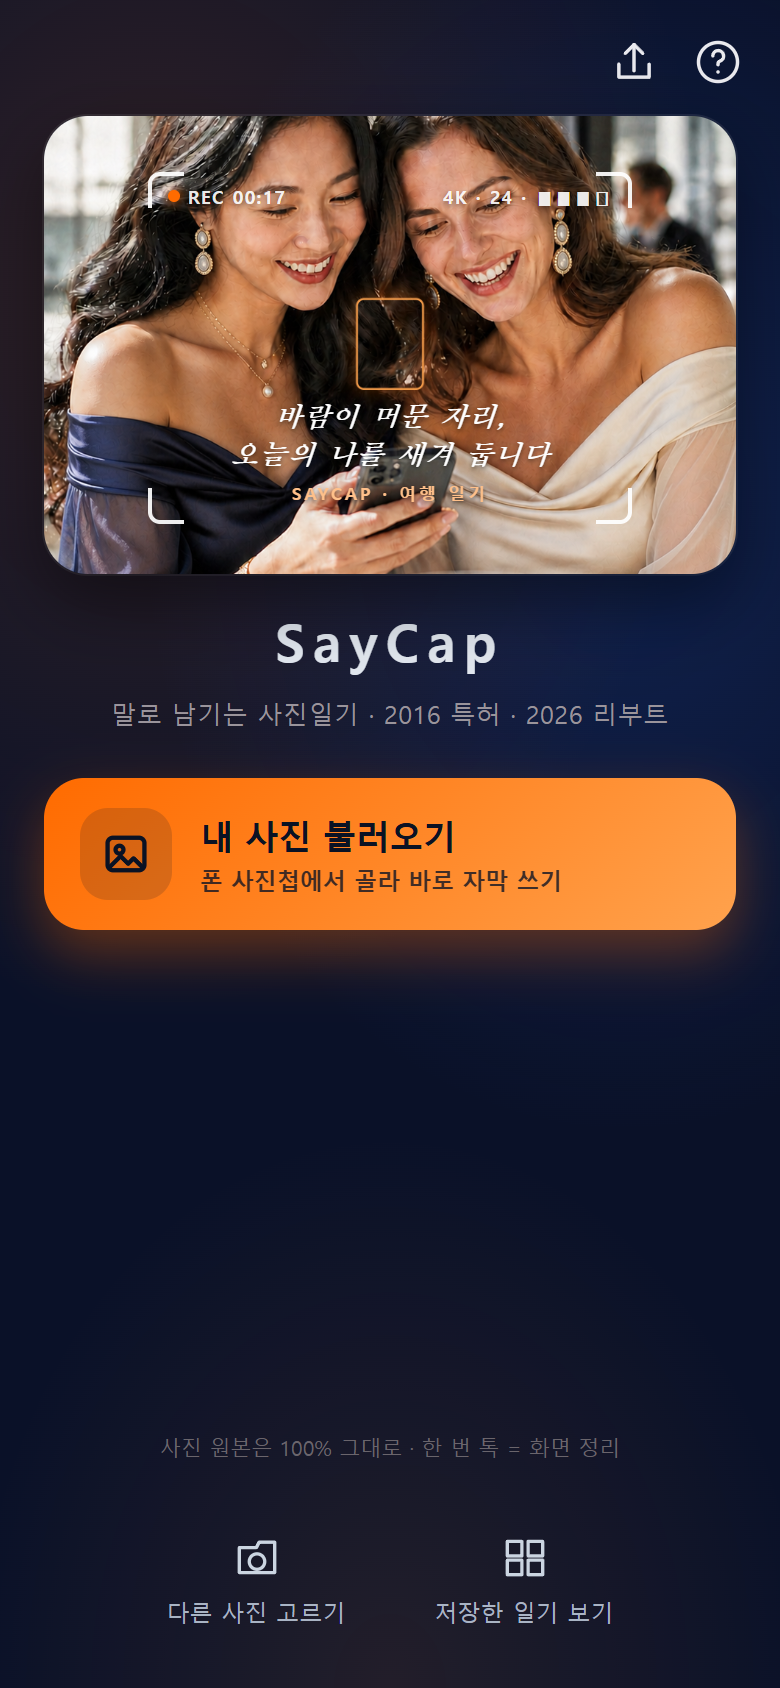 REC 00:17
4K · 24 ·
바람이 머문 자리,
오늘의 나를 새겨 둡니다
SAYCAP · 여행 일기
SayCap
말로 남기는 사진일기 · 2016 특허 · 2026 리부트
내 사진 불러오기
폰 사진첩에서 골라 바로 자막 쓰기
사진 원본은 100% 그대로 · 한 번 톡 = 화면 정리
다른 사진 고르기
저장한 일기 보기